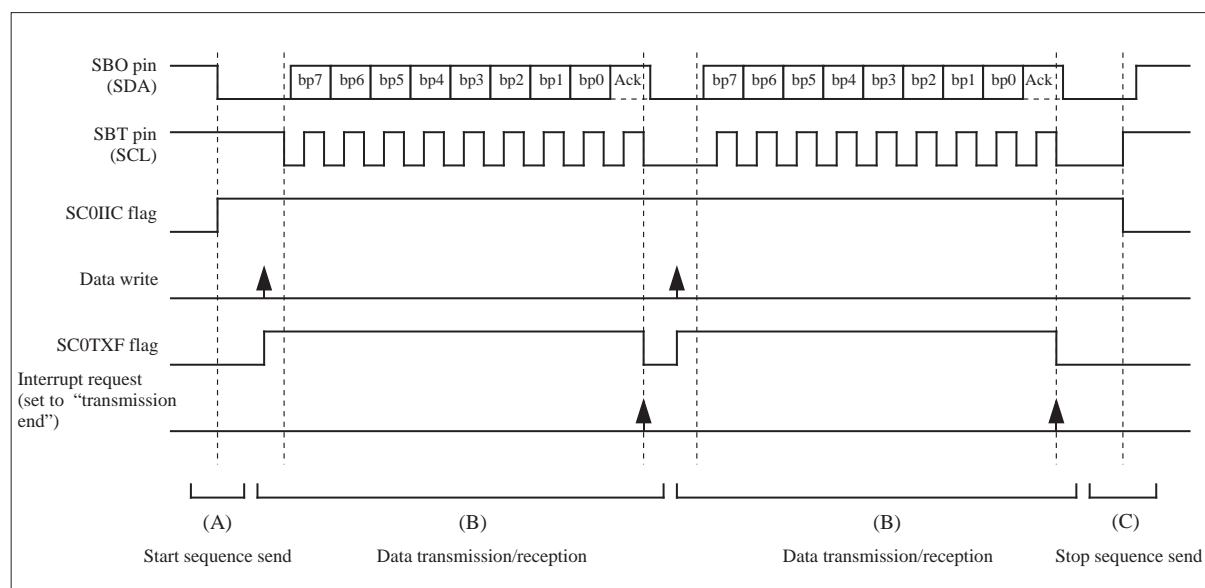 SBO pin
(SDA)
bp7 bp6 bp5 bp4 bp3 bp2 bp1 bp0 Ack bp7 bp6 bp5 bp4 bp3 bp2 bp1 bp0 Ack
SBT pin
(SCL)
SC0IIC flag
Data write
SC0TXF flag
Interrupt request
(set to “transmission
end”)
(A) (B) (B) (C)
Start sequence send Data transmission/reception Data transmission/reception Stop sequence send